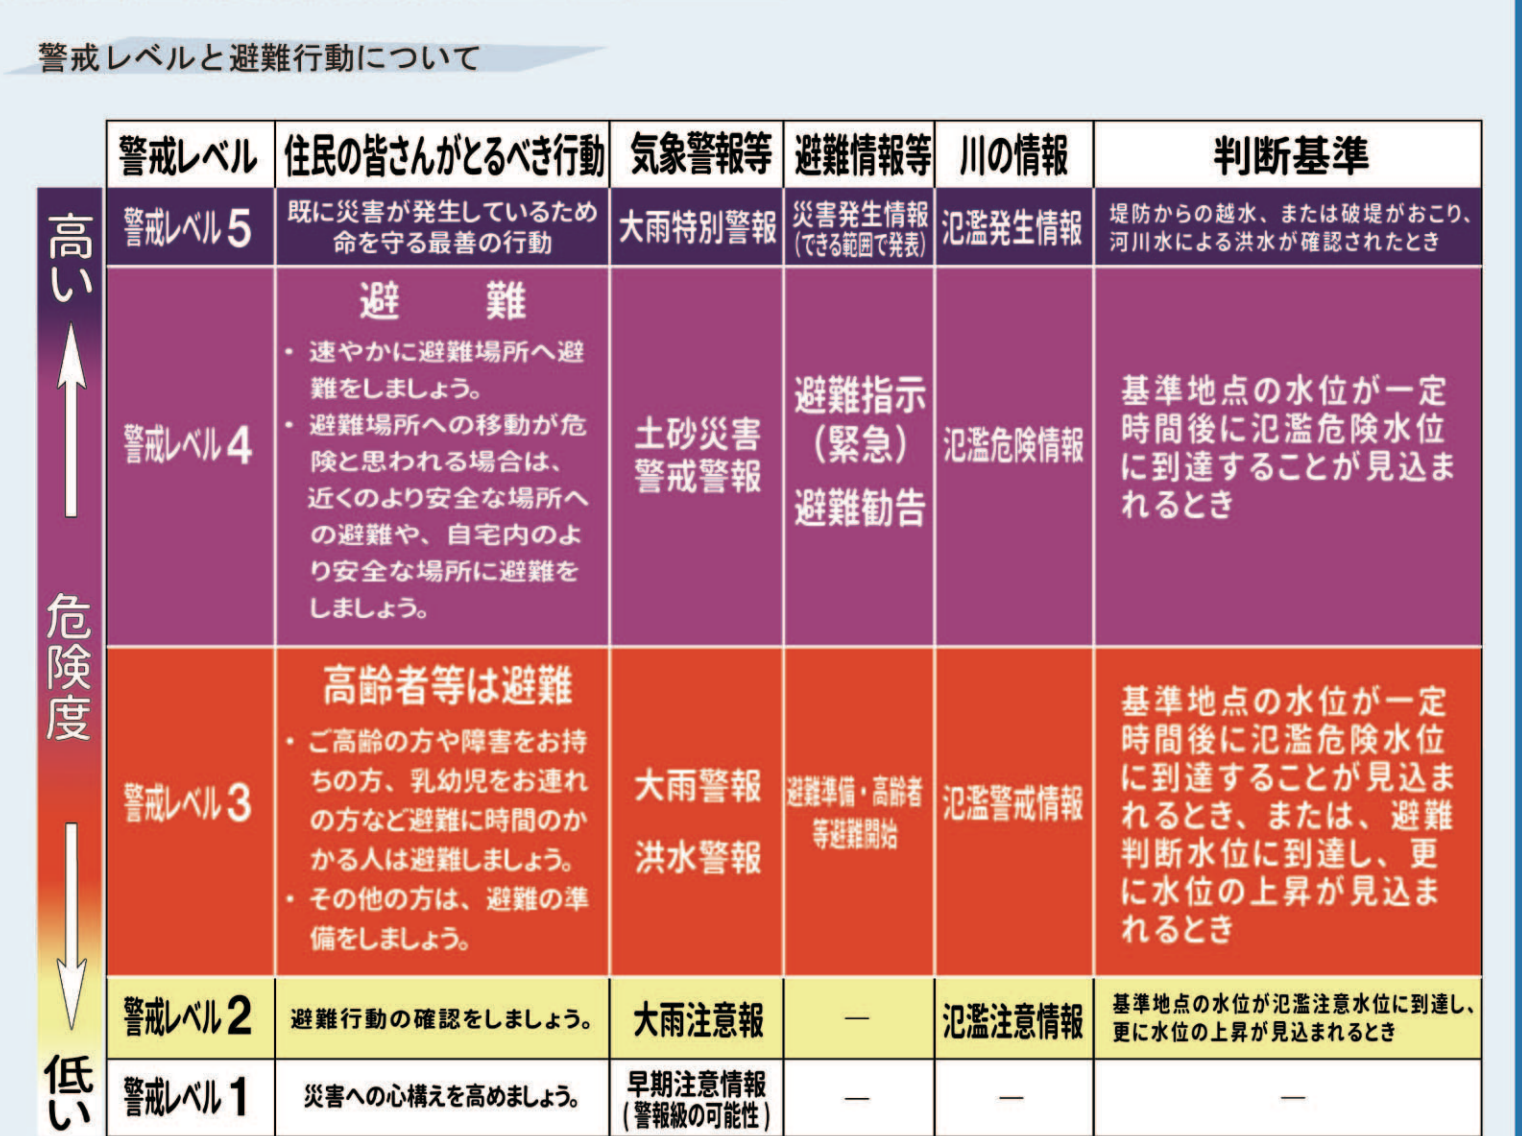 警戒レベルと避難行動について
警戒レベル 住民の皆さんがとるべき行動 気象警報等 避難情報等 川の情報 判断基準
高い
危険度
低い
警戒レベル5
既に災害が発生しているため
命を守る最善の行動
大雨特別警報
災害発生情報
(できる範囲で発表)
氾濫発生情報
堤防からの越水、または破堤がおこり、
河川水による洪水が確認されたとき
警戒レベル4
避 難
・速やかに避難場所へ避
難をしましょう。
・避難場所への移動が危
険と思われる場合は、
近くのより安全な場所へ
の避難や、自宅内のよ
り安全な場所に避難を
しましょう。
土砂災害
警戒警報
避難指示
(緊急)
避難勧告
氾濫危険情報
基準地点の水位が一定
時間後に氾濫危険水位
に到達することが見込ま
れるとき
警戒レベル3
高齢者等は避難
・ご高齢の方や障害をお持
ちの方、乳幼児をお連れ
の方など避難に時間のか
かる人は避難しましょう。
・その他の方は、避難の準
備をしましょう。
大雨警報
洪水警報
避難準備・高齢者
等避難開始
氾濫警戒情報
基準地点の水位が一定
時間後に氾濫危険水位
に到達することが見込ま
れるとき、または、避難
判断水位に到達し、更
に水位の上昇が見込ま
れるとき
警戒レベル2
避難行動の確認をしましょう。
大雨注意報
―
氾濫注意情報
基準地点の水位が氾濫注意水位に到達し、
更に水位の上昇が見込まれるとき
警戒レベル1
災害への心構えを高めましょう。
早期注意情報
(警報級の可能性)
―
―
―